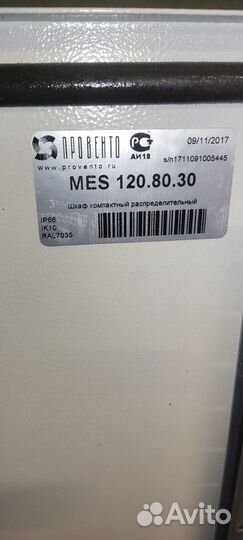 ПРОВЕНТО
www.provento.ru
РС
АИ18
09/11/2017
s/n1711091005445
MES 120.80.30
Шкаф компактный распределительный
IP66
IK10
RAL7035
Avito